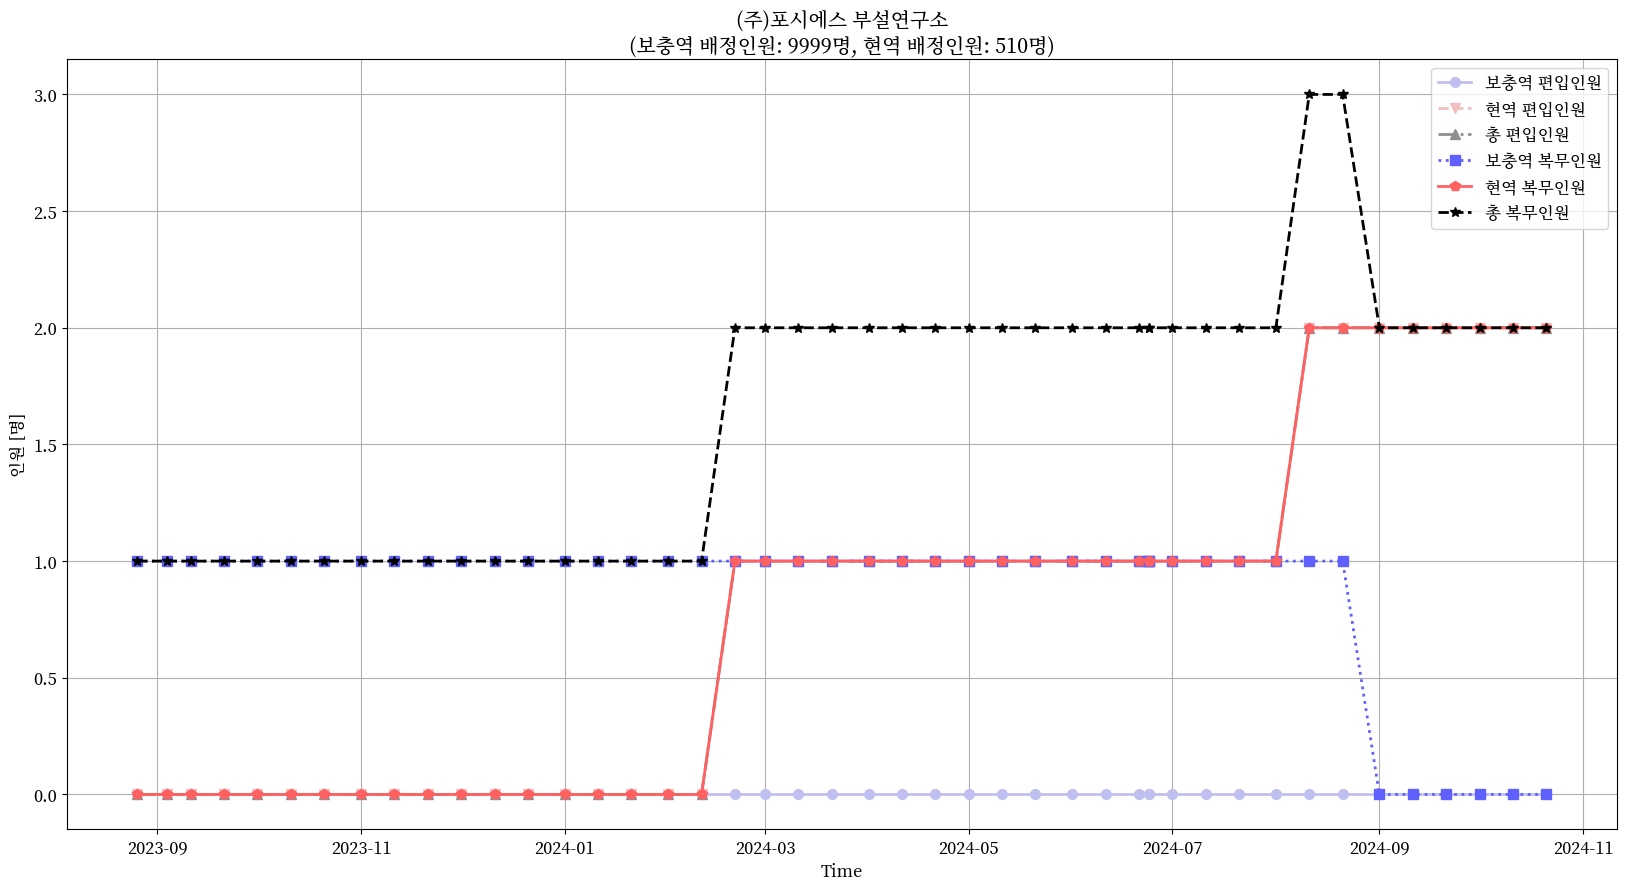 (주)포시에스 부설연구소
(보충역 배정인원: 9999명, 현역 배정인원: 510명)
보충역 편입인원
현역 편입인원
총 편입인원
보충역 복무인원
현역 복무인원
총 복무인원
인원 [명]
3.0
2.5
2.0
1.5
1.0
0.5
0.0
2023-09
2023-11
2024-01
2024-03
2024-05
2024-07
2024-09
2024-11
Time